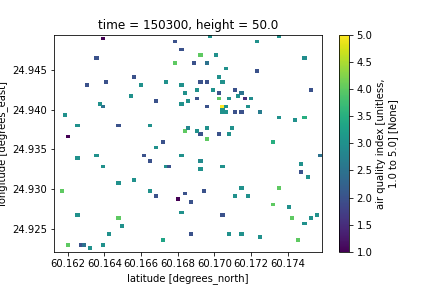 time = 150300, height = 50.0
24.945
24.940
24.935
24.930
24.925
longitude [degrees_east]
60.162 60.164 60.166 60.168 60.170 60.172 60.174
latitude [degrees_north]
5.0
4.5
4.0
3.5
3.0
2.5
2.0
1.5
1.0
air quality index [unitless,
1.0 to 5.0] [None]